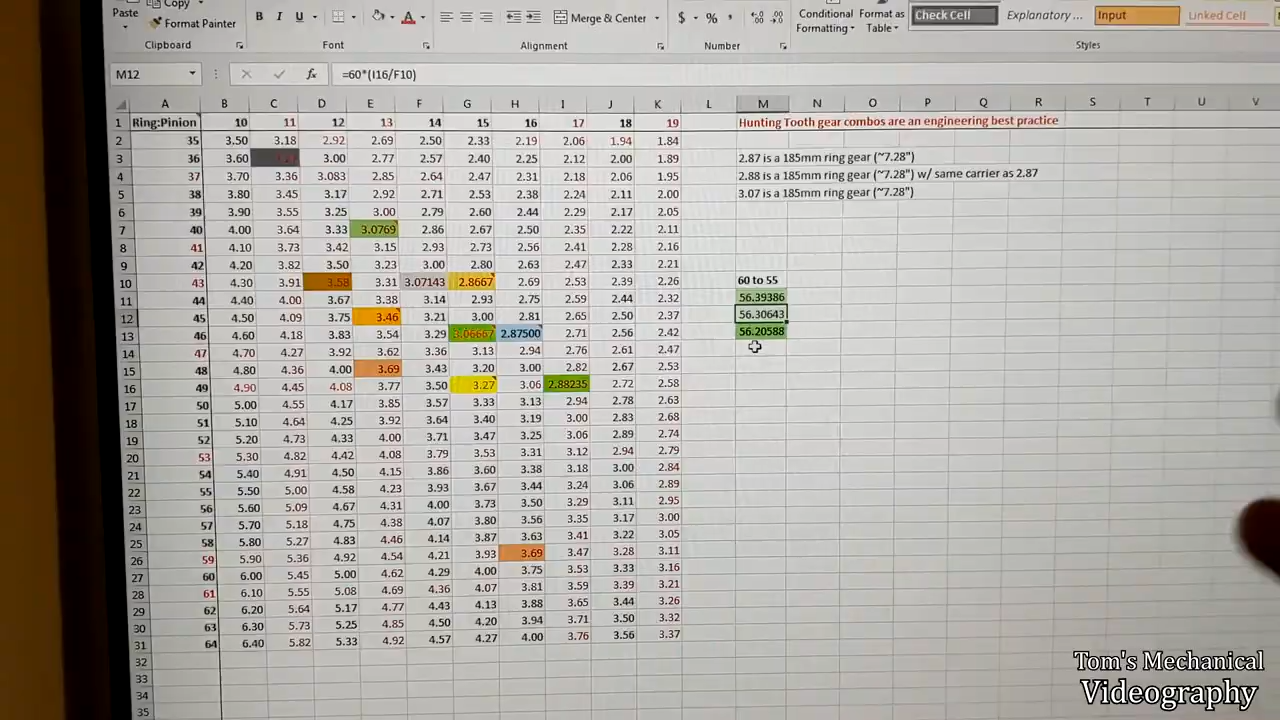 Paste
Copy
Format Painter
Clipboard
B I U
Font
Merge & Center
Alignment
$ % ,
Number
Conditional Formatting
Format as Table
Check Cell
Explanatory ...
Input
Linked Cell
Styles
M12
fx
=60*(I16/F10)
A B C D E F G H I J K L M N O P Q R S T U V
1 Ring:Pinion 10 11 12 13 14 15 16 17 18 19 Hunting Tooth gear combos are an engineering best practice
2 35 3.50 3.18 2.92 2.69 2.50 2.33 2.19 2.06 1.94 1.84
3 36 3.60 3.00 2.77 2.57 2.40 2.25 2.12 2.00 1.89 2.87 is a 185mm ring gear (~7.28")
4 37 3.70 3.36 3.083 2.85 2.64 2.47 2.31 2.18 2.06 1.95 2.88 is a 185mm ring gear (~7.28") w/ same carrier as 2.87
5 38 3.80 3.45 3.17 2.92 2.71 2.53 2.38 2.24 2.11 2.00 3.07 is a 185mm ring gear (~7.28")
6 39 3.90 3.55 3.25 3.00 2.79 2.60 2.44 2.29 2.17 2.05
7 40 4.00 3.64 3.33 3.0769 2.86 2.67 2.50 2.35 2.22 2.11
8 41 4.10 3.73 3.42 3.15 2.93 2.73 2.56 2.41 2.28 2.16
9 42 4.20 3.82 3.50 3.23 3.00 2.80 2.63 2.47 2.33 2.21
10 43 4.30 3.91 3.58 3.31 3.07143 2.8667 2.69 2.53 2.39 2.26 60 to 55
11 44 4.40 4.00 3.67 3.38 3.14 2.93 2.75 2.59 2.44 2.32 56.39386
12 45 4.50 4.09 3.75 3.46 3.21 3.00 2.81 2.65 2.50 2.37 56.30643
13 46 4.60 4.18 3.83 3.54 3.29 3.06667 2.87500 2.71 2.56 2.42 56.20588
14 47 4.70 4.27 3.92 3.62 3.36 3.13 2.94 2.76 2.61 2.47
15 48 4.80 4.36 4.00 3.69 3.43 3.20 3.00 2.82 2.67 2.53
16 49 4.90 4.45 4.08 3.77 3.50 3.27 3.06 2.88235 2.72 2.58
17 50 5.00 4.55 4.17 3.85 3.57 3.33 3.13 2.94 2.78 2.63
18 51 5.10 4.64 4.25 3.92 3.64 3.40 3.19 3.00 2.83 2.68
19 52 5.20 4.73 4.33 4.00 3.71 3.47 3.25 3.06 2.89 2.74
20 53 5.30 4.82 4.42 4.08 3.79 3.53 3.31 3.12 2.94 2.79
21 54 5.40 4.91 4.50 4.15 3.86 3.60 3.38 3.18 3.00 2.84
22 55 5.50 5.00 4.58 4.23 3.93 3.67 3.44 3.24 3.06 2.89
23 56 5.60 5.09 4.67 4.31 4.00 3.73 3.50 3.29 3.11 2.95
24 57 5.70 5.18 4.75 4.38 4.07 3.80 3.56 3.35 3.17 3.00
25 58 5.80 5.27 4.83 4.46 4.14 3.87 3.63 3.41 3.22 3.05
26 59 5.90 5.36 4.92 4.54 4.21 3.93 3.69 3.47 3.28 3.11
27 60 6.00 5.45 5.00 4.62 4.29 4.00 3.75 3.53 3.33 3.16
28 61 6.10 5.55 5.08 4.69 4.36 4.07 3.81 3.59 3.39 3.21
29 62 6.20 5.64 5.17 4.77 4.43 4.13 3.88 3.65 3.44 3.26
30 63 6.30 5.73 5.25 4.85 4.50 4.20 3.94 3.71 3.50 3.32
31 64 6.40 5.82 5.33 4.92 4.57 4.27 4.00 3.76 3.56 3.37
32
33
34
35
Tom's Mechanical
Videography